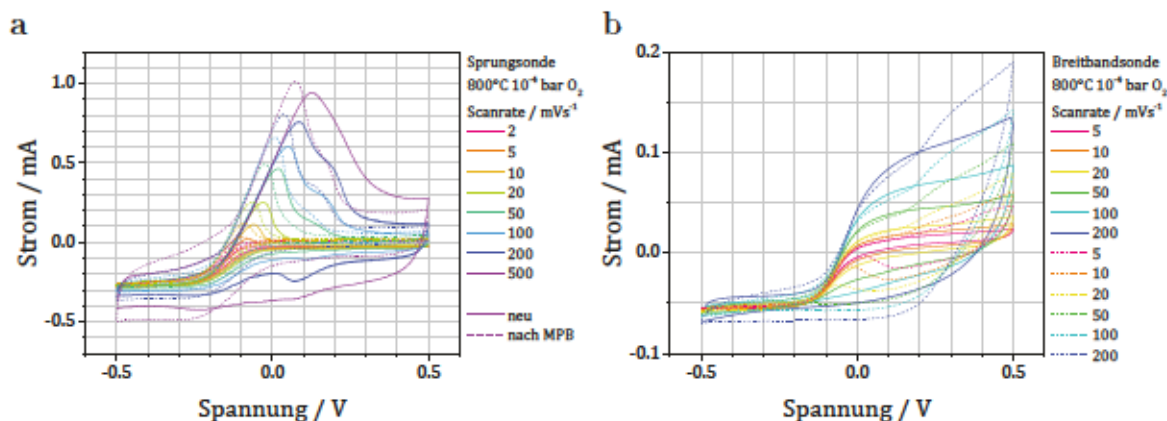 a
Sprungsonde
800°C 10⁻⁴ bar O₂
Scanrate / mVs⁻¹
2
5
10
20
50
100
200
500
neu
nach MPB
1.0
0.5
0.0
-0.5
Strom / mA
-0.5
0.0
0.5
Spannung / V
b
Breitbandsonde
800°C 10⁻⁴ bar O₂
Scanrate / mVs⁻¹
5
10
20
50
100
200
5
10
20
50
100
200
0.2
0.1
0.0
-0.1
Strom / mA
-0.5
0.0
0.5
Spannung / V